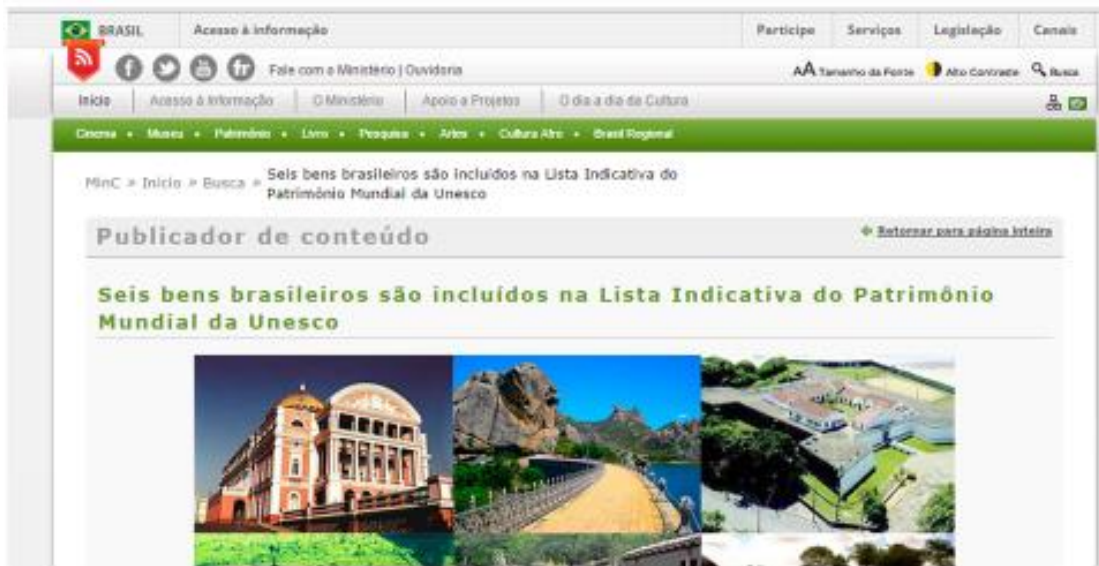 BRASIL Acesso à informação Participe Serviços Legislação Canais
Fale com o Ministério | Ouvidoria AA Tamanho da Fonte Alto Contraste Busca
Início Acesso à Informação O Ministério Apoio a Projetos O dia a dia da Cultura
Cinema • Museu • Patrimônio • Livro • Pesquisa • Artes • Cultura Afro • Brasil Regional
MinC » Início » Busca » Seis bens brasileiros são incluídos na Lista Indicativa do
Patrimônio Mundial da Unesco
Publicador de conteúdo Retornar para página inteira
Seis bens brasileiros são incluídos na Lista Indicativa do Patrimônio
Mundial da Unesco